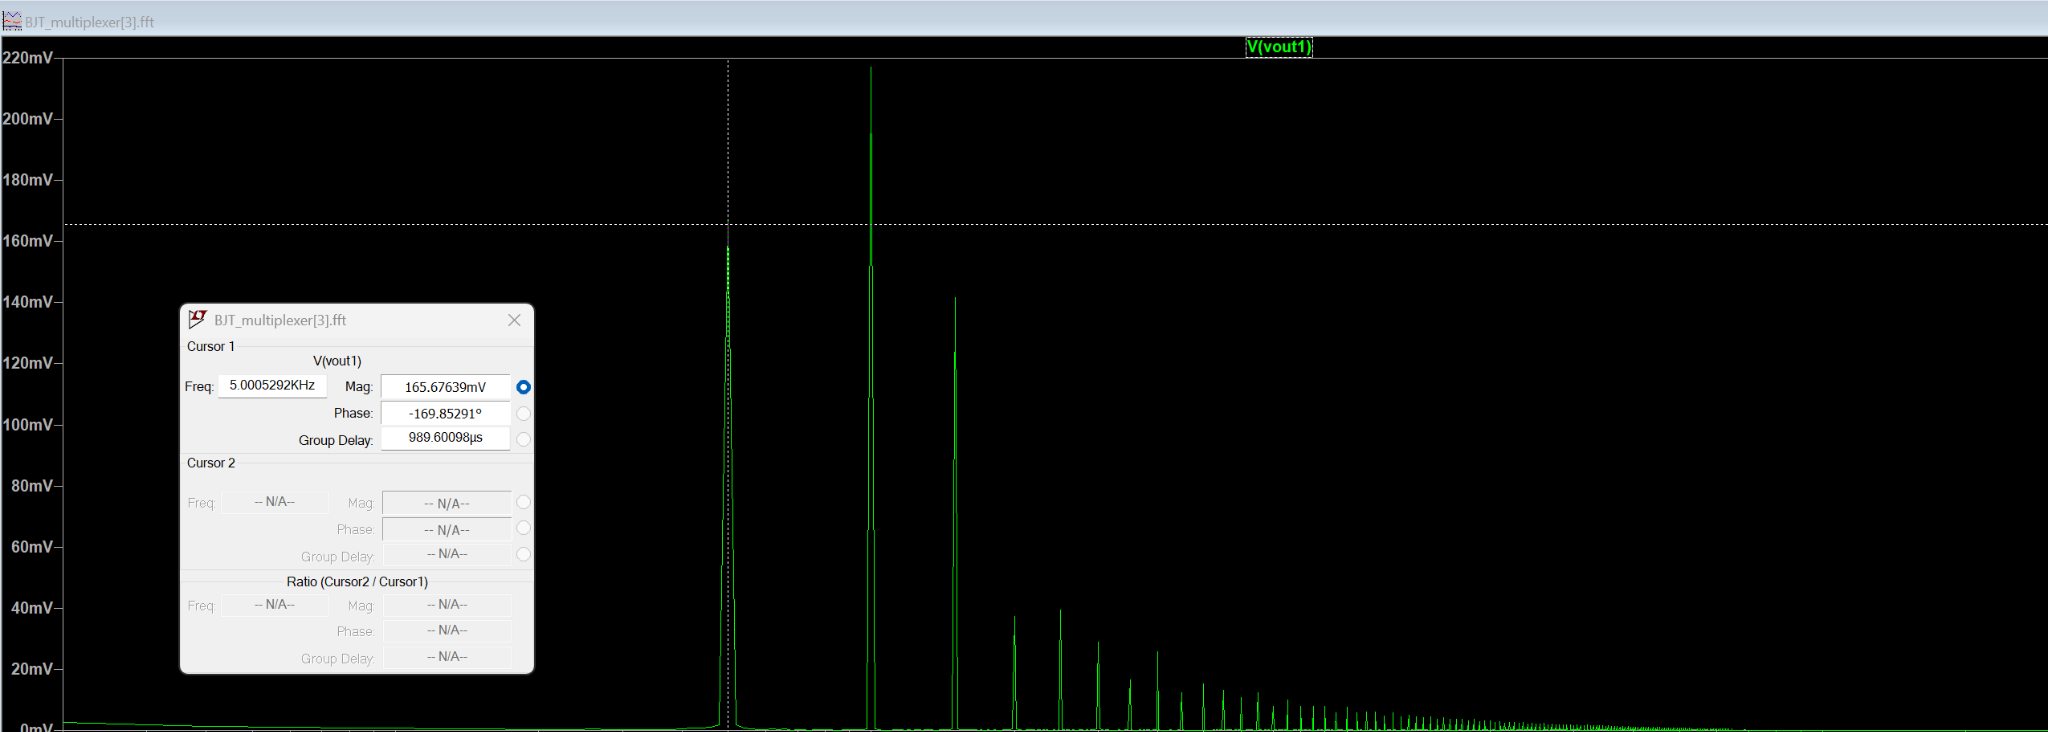 BJT_multiplexer[3].fft
V(vout1)
220mV
200mV
180mV
160mV
140mV
120mV
100mV
80mV
60mV
40mV
20mV
0mV
BJT_multiplexer[3].fft
Cursor 1
V(vout1)
Freq: 5.0005292KHz Mag: 165.67639mV
Phase: -169.85291°
Group Delay: 989.60098µs
Cursor 2
Freq: -- N/A-- Mag: -- N/A--
Phase: -- N/A--
Group Delay: -- N/A--
Ratio (Cursor2 / Cursor1)
Freq: -- N/A-- Mag: -- N/A--
Phase: -- N/A--
Group Delay: -- N/A--